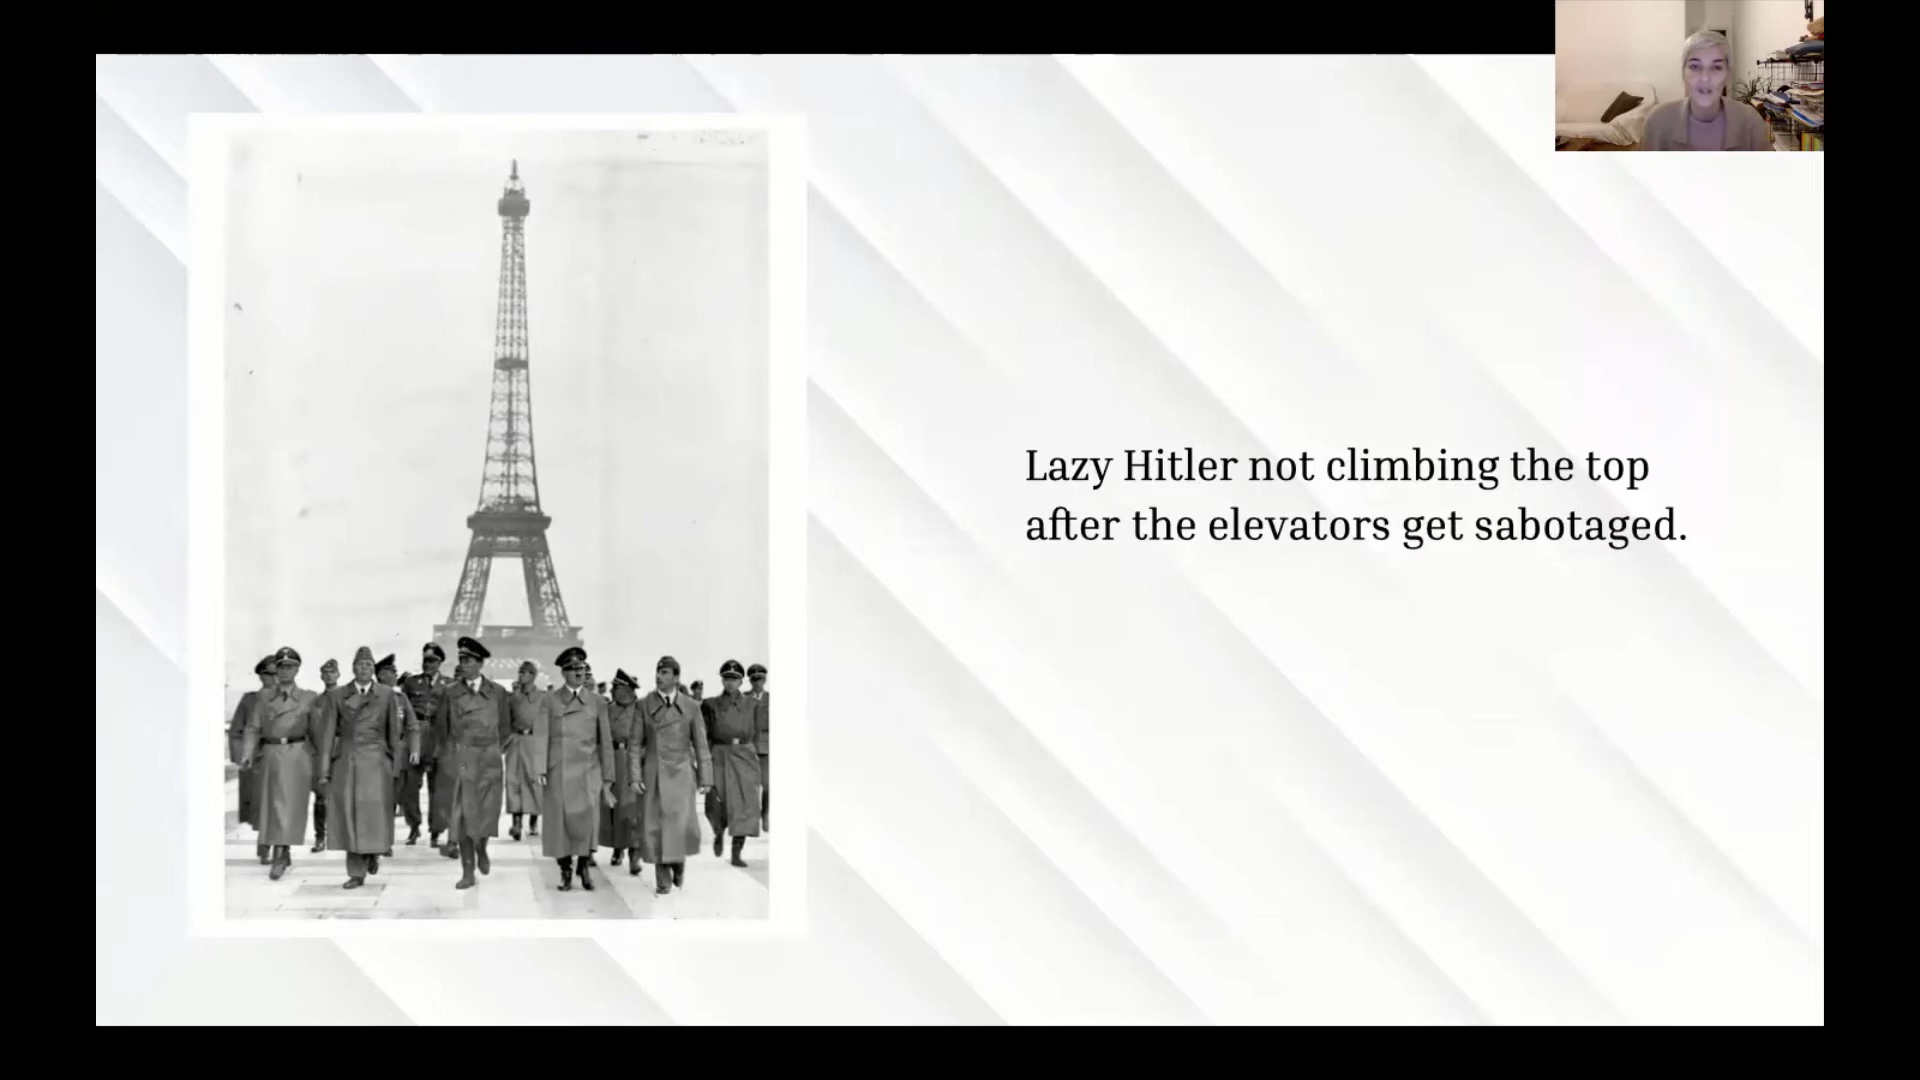 Lazy Hitler not climbing the top
after the elevators get sabotaged.